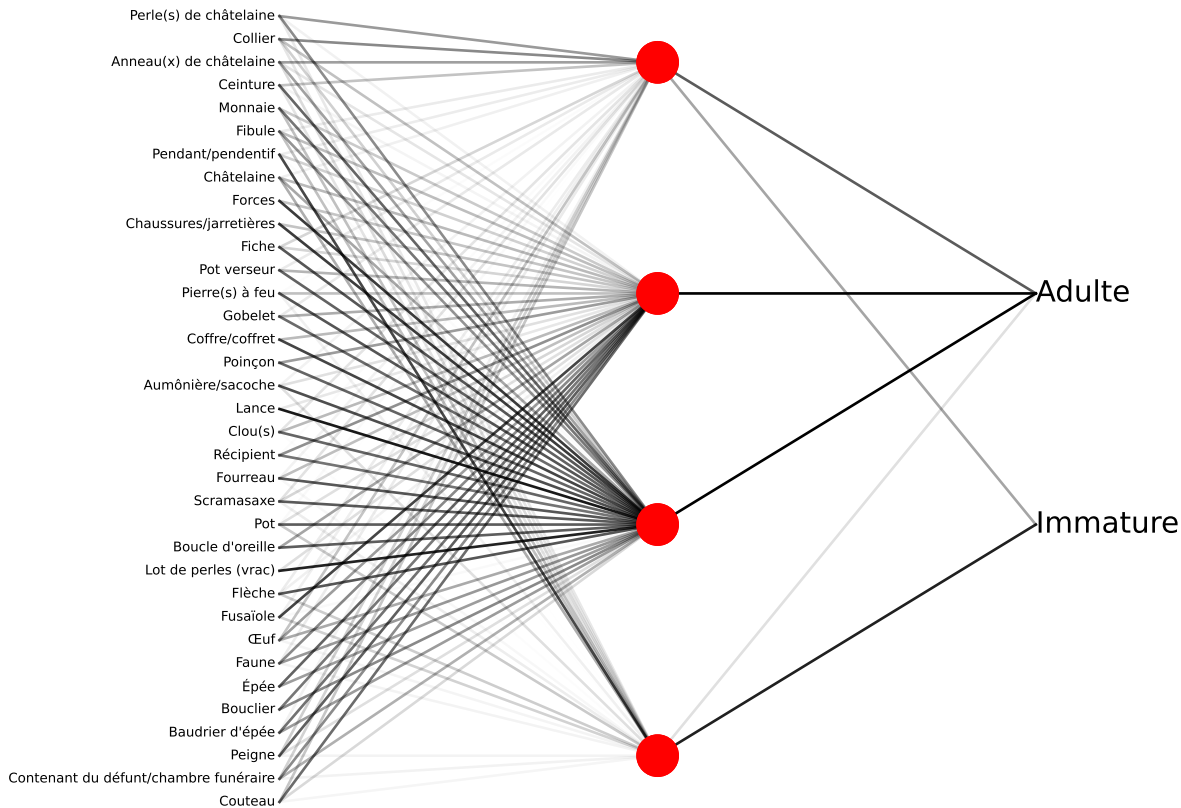 Perle(s) de châtelaine
Collier
Anneau(x) de châtelaine
Ceinture
Monnaie
Fibule
Pendant/pendentif
Châtelaine
Forces
Chaussures/jarretières
Fiche
Pot verseur
Pierre(s) à feu
Gobelet
Coffre/coffret
Poinçon
Aumônière/sacoche
Lance
Clou(s)
Récipient
Fourreau
Scramasaxe
Pot
Boucle d'oreille
Lot de perles (vrac)
Flèche
Fusaïole
Œuf
Faune
Épée
Bouclier
Baudrier d'épée
Peigne
Contenant du défunt/chambre funéraire
Couteau
Adulte
Immature